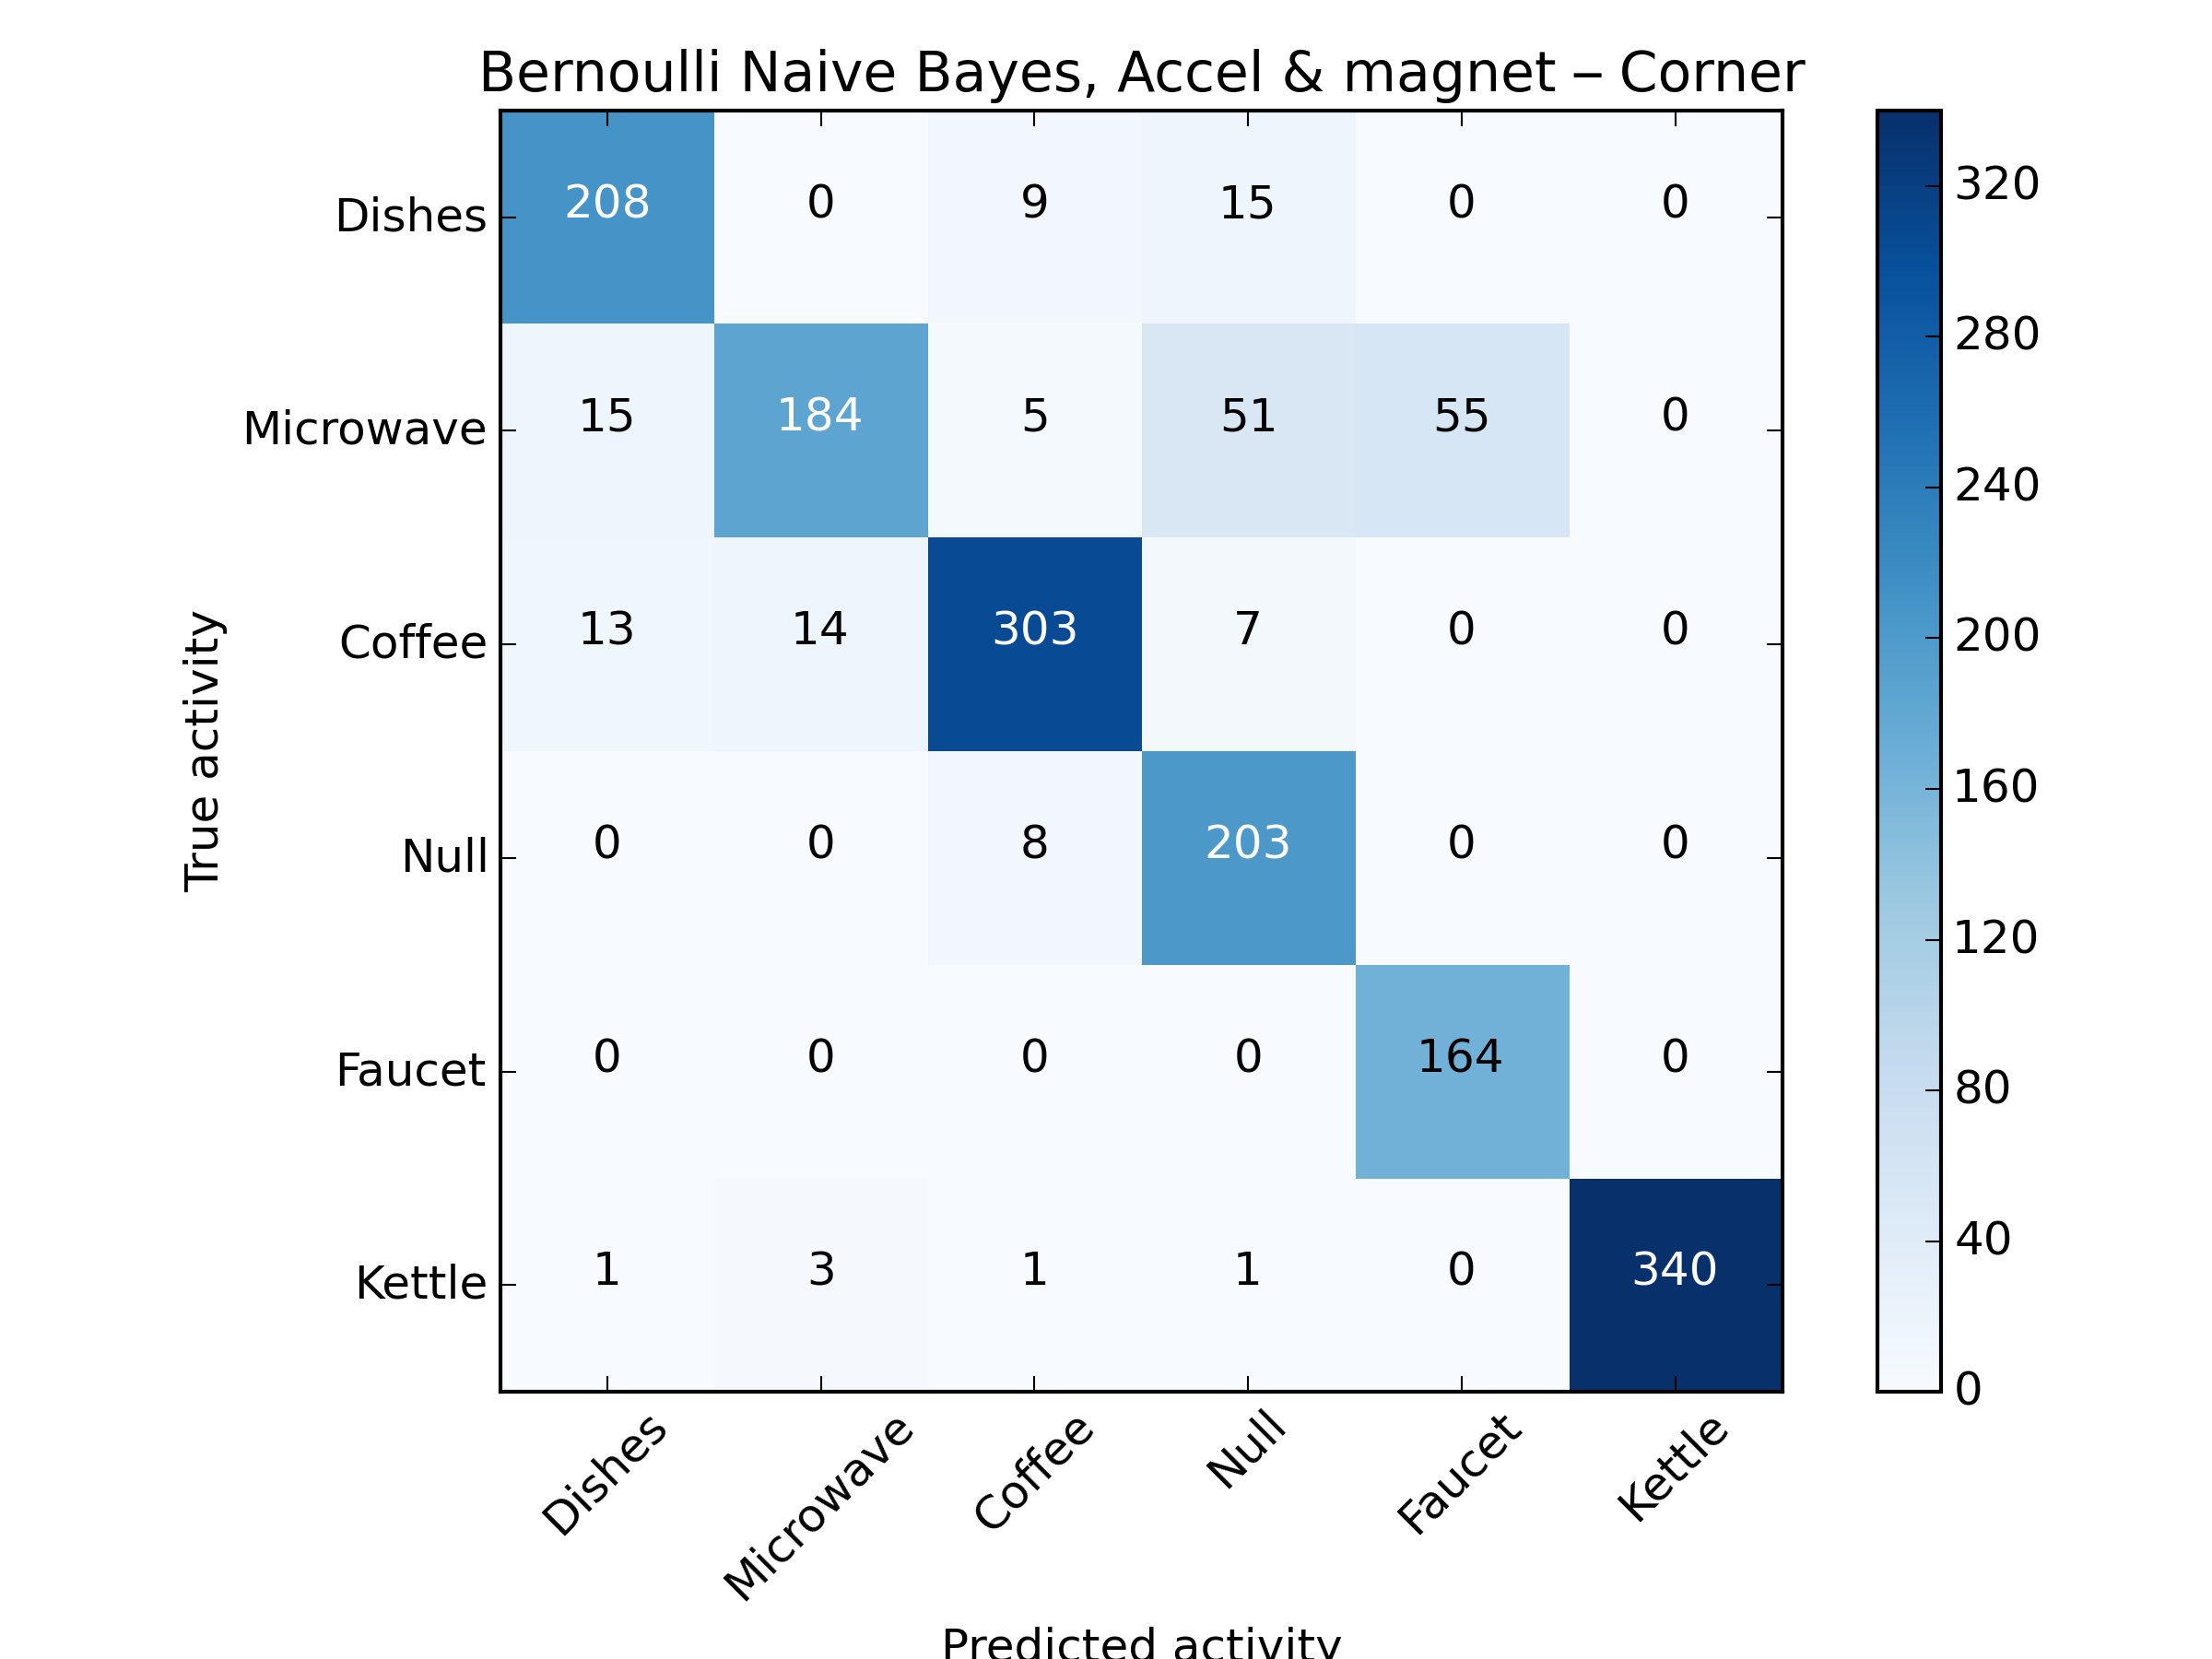 Bernoulli Naive Bayes, Accel & magnet – Corner
Dishes 208 0 9 15 0 0
Microwave 15 184 5 51 55 0
Coffee 13 14 303 7 0 0
Null 0 0 8 203 0 0
Faucet 0 0 0 0 164 0
Kettle 1 3 1 1 0 340
True activity
Dishes Microwave Coffee Null Faucet Kettle
Predicted activity
320
280
240
200
160
120
80
40
0